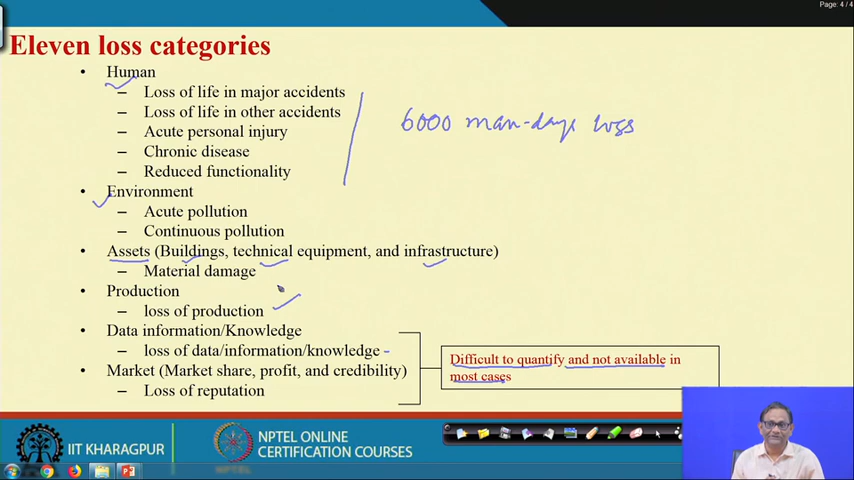 Page: 4 / 4
Eleven loss categories
• Human
– Loss of life in major accidents
– Loss of life in other accidents
– Acute personal injury
– Chronic disease
– Reduced functionality
6000 man-days loss
• Environment
– Acute pollution
– Continuous pollution
• Assets (Buildings, technical equipment, and infrastructure)
– Material damage
• Production
– loss of production
• Data information/Knowledge
– loss of data/information/knowledge
• Market (Market share, profit, and credibility)
– Loss of reputation
Difficult to quantify and not available in
most cases
IIT KHARAGPUR
NPTEL ONLINE
CERTIFICATION COURSES
NPTEL